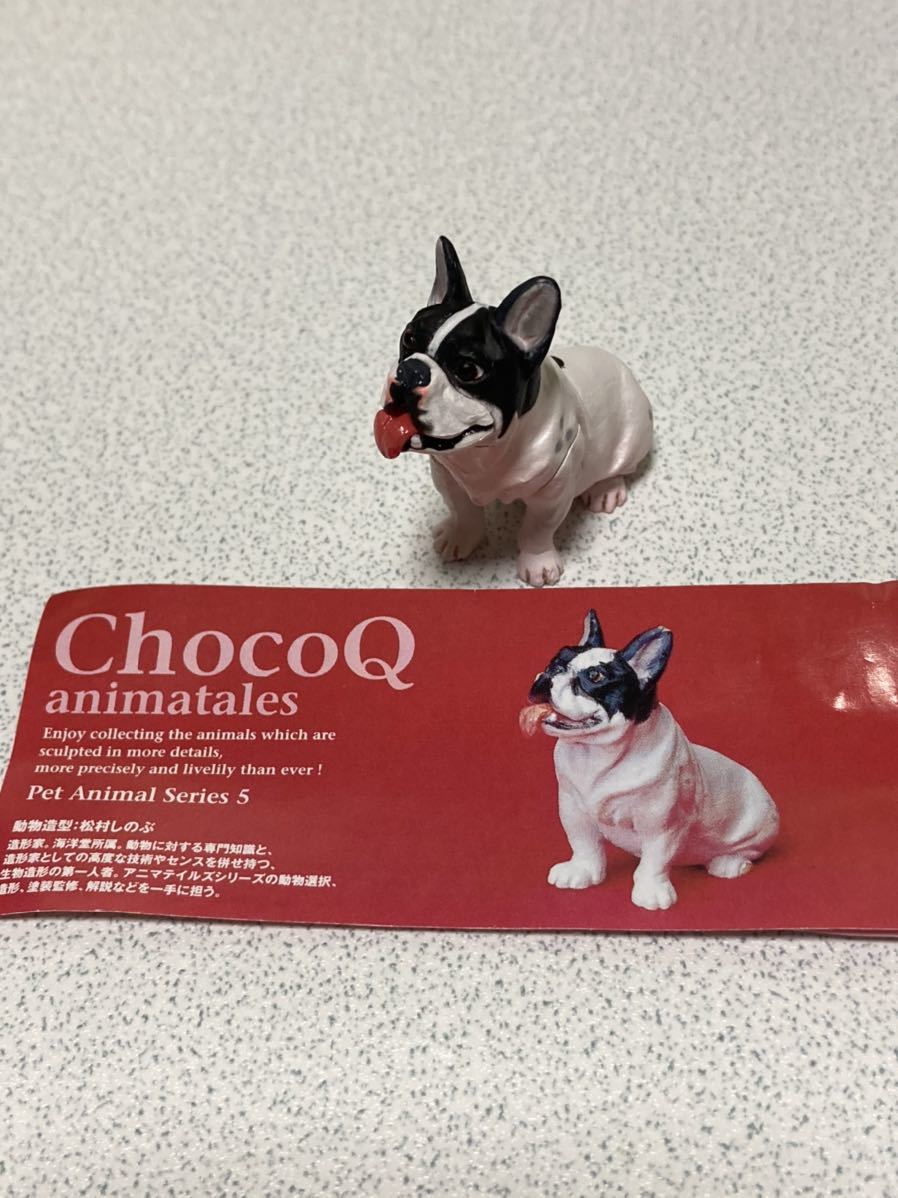 ChocoQ
animatales
Enjoy collecting the animals which are
sculpted in more details,
more precisely and livelily than ever !
Pet Animal Series 5
動物造型：松村しのぶ
造形家。海洋堂所属。動物に対する専門知識と、
造形家としての高度な技術やセンスを併せ持つ、
生物造形の第一人者。アニマテイルズシリーズの動物選択、
造形、塗装監修、解説などを一手に担う。